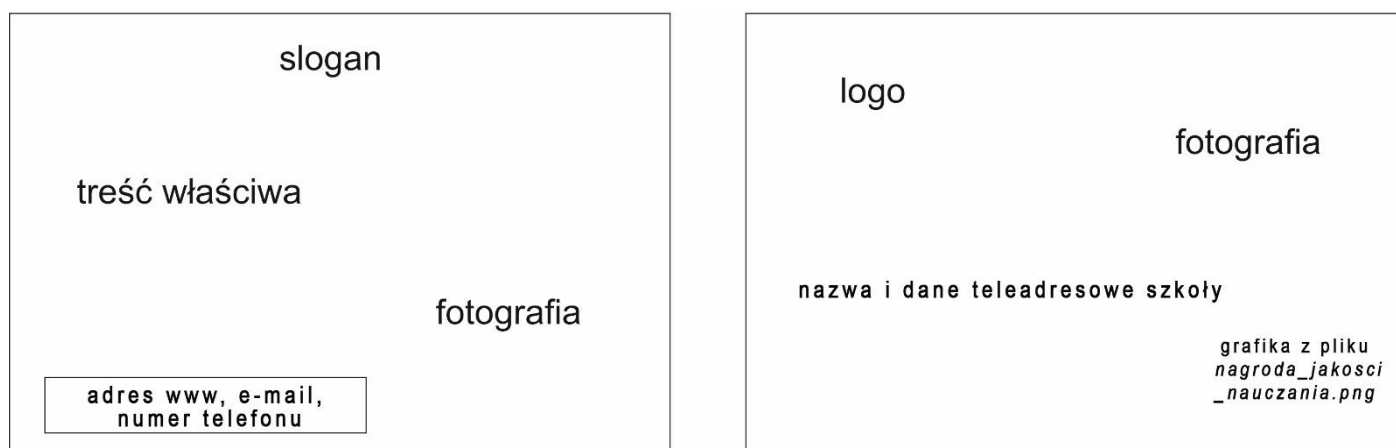 slogan
treść właściwa
fotografia
adres www, e-mail,
numer telefonu
logo
fotografia
nazwa i dane teleadresowe szkoły
grafika z pliku
nagroda_jakosci
_nauczania.png